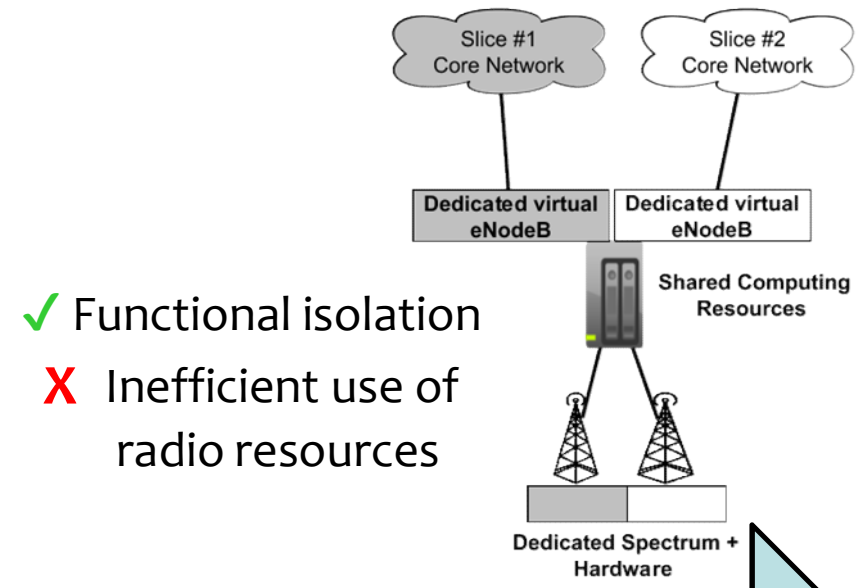 Slice #1
Core Network
Slice #2
Core Network
Dedicated virtual
eNodeB
Dedicated virtual
eNodeB
Shared Computing
Resources
✓ Functional isolation
X Inefficient use of
radio resources
Dedicated Spectrum +
Hardware